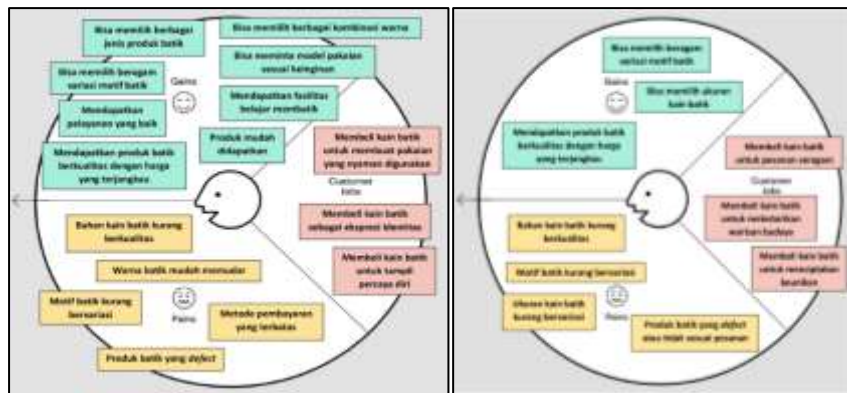 Bisa memilih berbagai
jenis produk batik
Bisa memilih berbagai kombinasi warna
Bisa meminta model pakaian
sesuai keinginan
Bisa memilih beragam
variasi motif batik
Gains
Mendapatkan fasilitas
belajar membatik
Mendapatkan
pelayanan yang baik
Produk mudah
didapatkan
Mendapatkan produk batik
berkualitas dengan harga
yang terjangkau
Membeli kain batik
untuk membuat pakaian
yang nyaman digunakan
Customer
Jobs
Membeli kain batik
sebagai ekspresi identitas
Membeli kain batik
untuk tampil
percaya diri
Bahan kain batik kurang
berkualitas
Warna batik mudah memudar
Motif batik kurang
bervariasi
Pains
Metode pembayaran
yang terbatas
Produk batik yang defect
Bisa memilih beragam
variasi motif batik
Gains
Bisa memilih ukuran
kain batik
Mendapatkan produk batik
berkualitas dengan harga
yang terjangkau
Membeli kain batik
untuk pesanan seragam
Customer
Jobs
Membeli kain batik
untuk melestarikan
warisan budaya
Membeli kain batik
untuk menciptakan
keunikan
Bahan kain batik kurang
berkualitas
Motif batik kurang bervariasi
Ukuran kain batik
kurang bervariasi
Pains
Produk batik yang defect
atau tidak sesuai pesanan